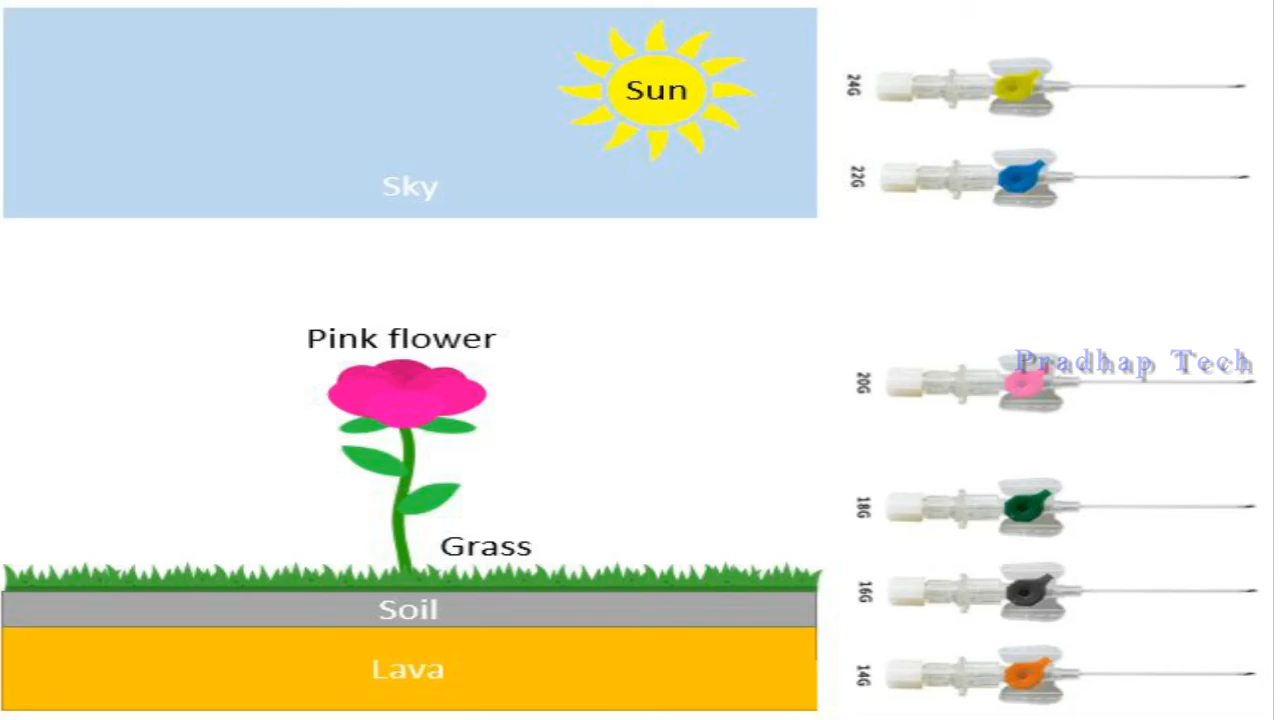 Sun
Sky
Pink flower
Grass
Soil
Lava
24G
22G
20G
Pradhap Tech
18G
16G
14G